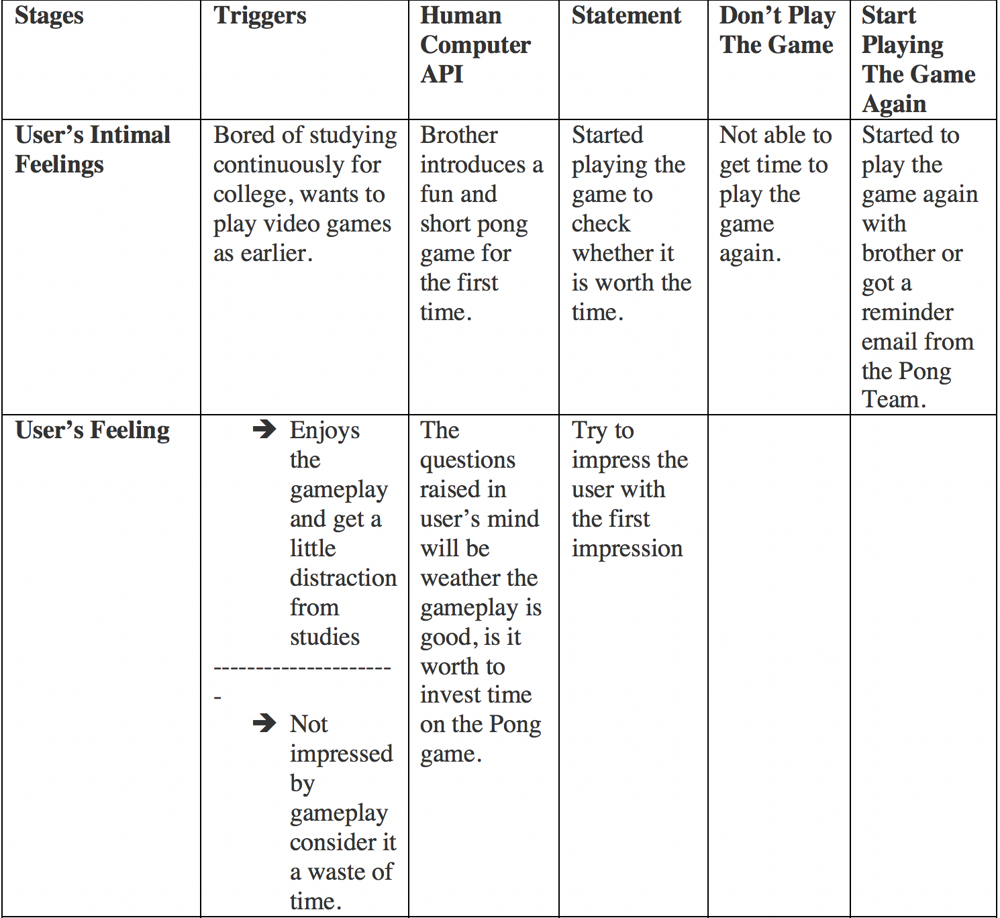 Stages
Triggers
Human
Computer
API
Statement
Don’t Play
The Game
Start
Playing
The Game
Again
User’s Intimal
Feelings
Bored of studying
continuously for
college, wants to
play video games
as earlier.
Brother
introduces a
fun and
short pong
game for
the first
time.
Started
playing the
game to
check
whether it
is worth the
time.
Not able to
get time to
play the
game
again.
Started to
play the
game again
with
brother or
got a
reminder
email from
the Pong
Team.
User’s Feeling
➔ Enjoys
the
gameplay
and get a
little
distraction
from
studies
---------------------
-
➔ Not
impressed
by
gameplay
consider it
a waste of
time.
The
questions
raised in
user’s mind
will be
weather the
gameplay is
good, is it
worth to
invest time
on the Pong
game.
Try to
impress the
user with
the first
impression